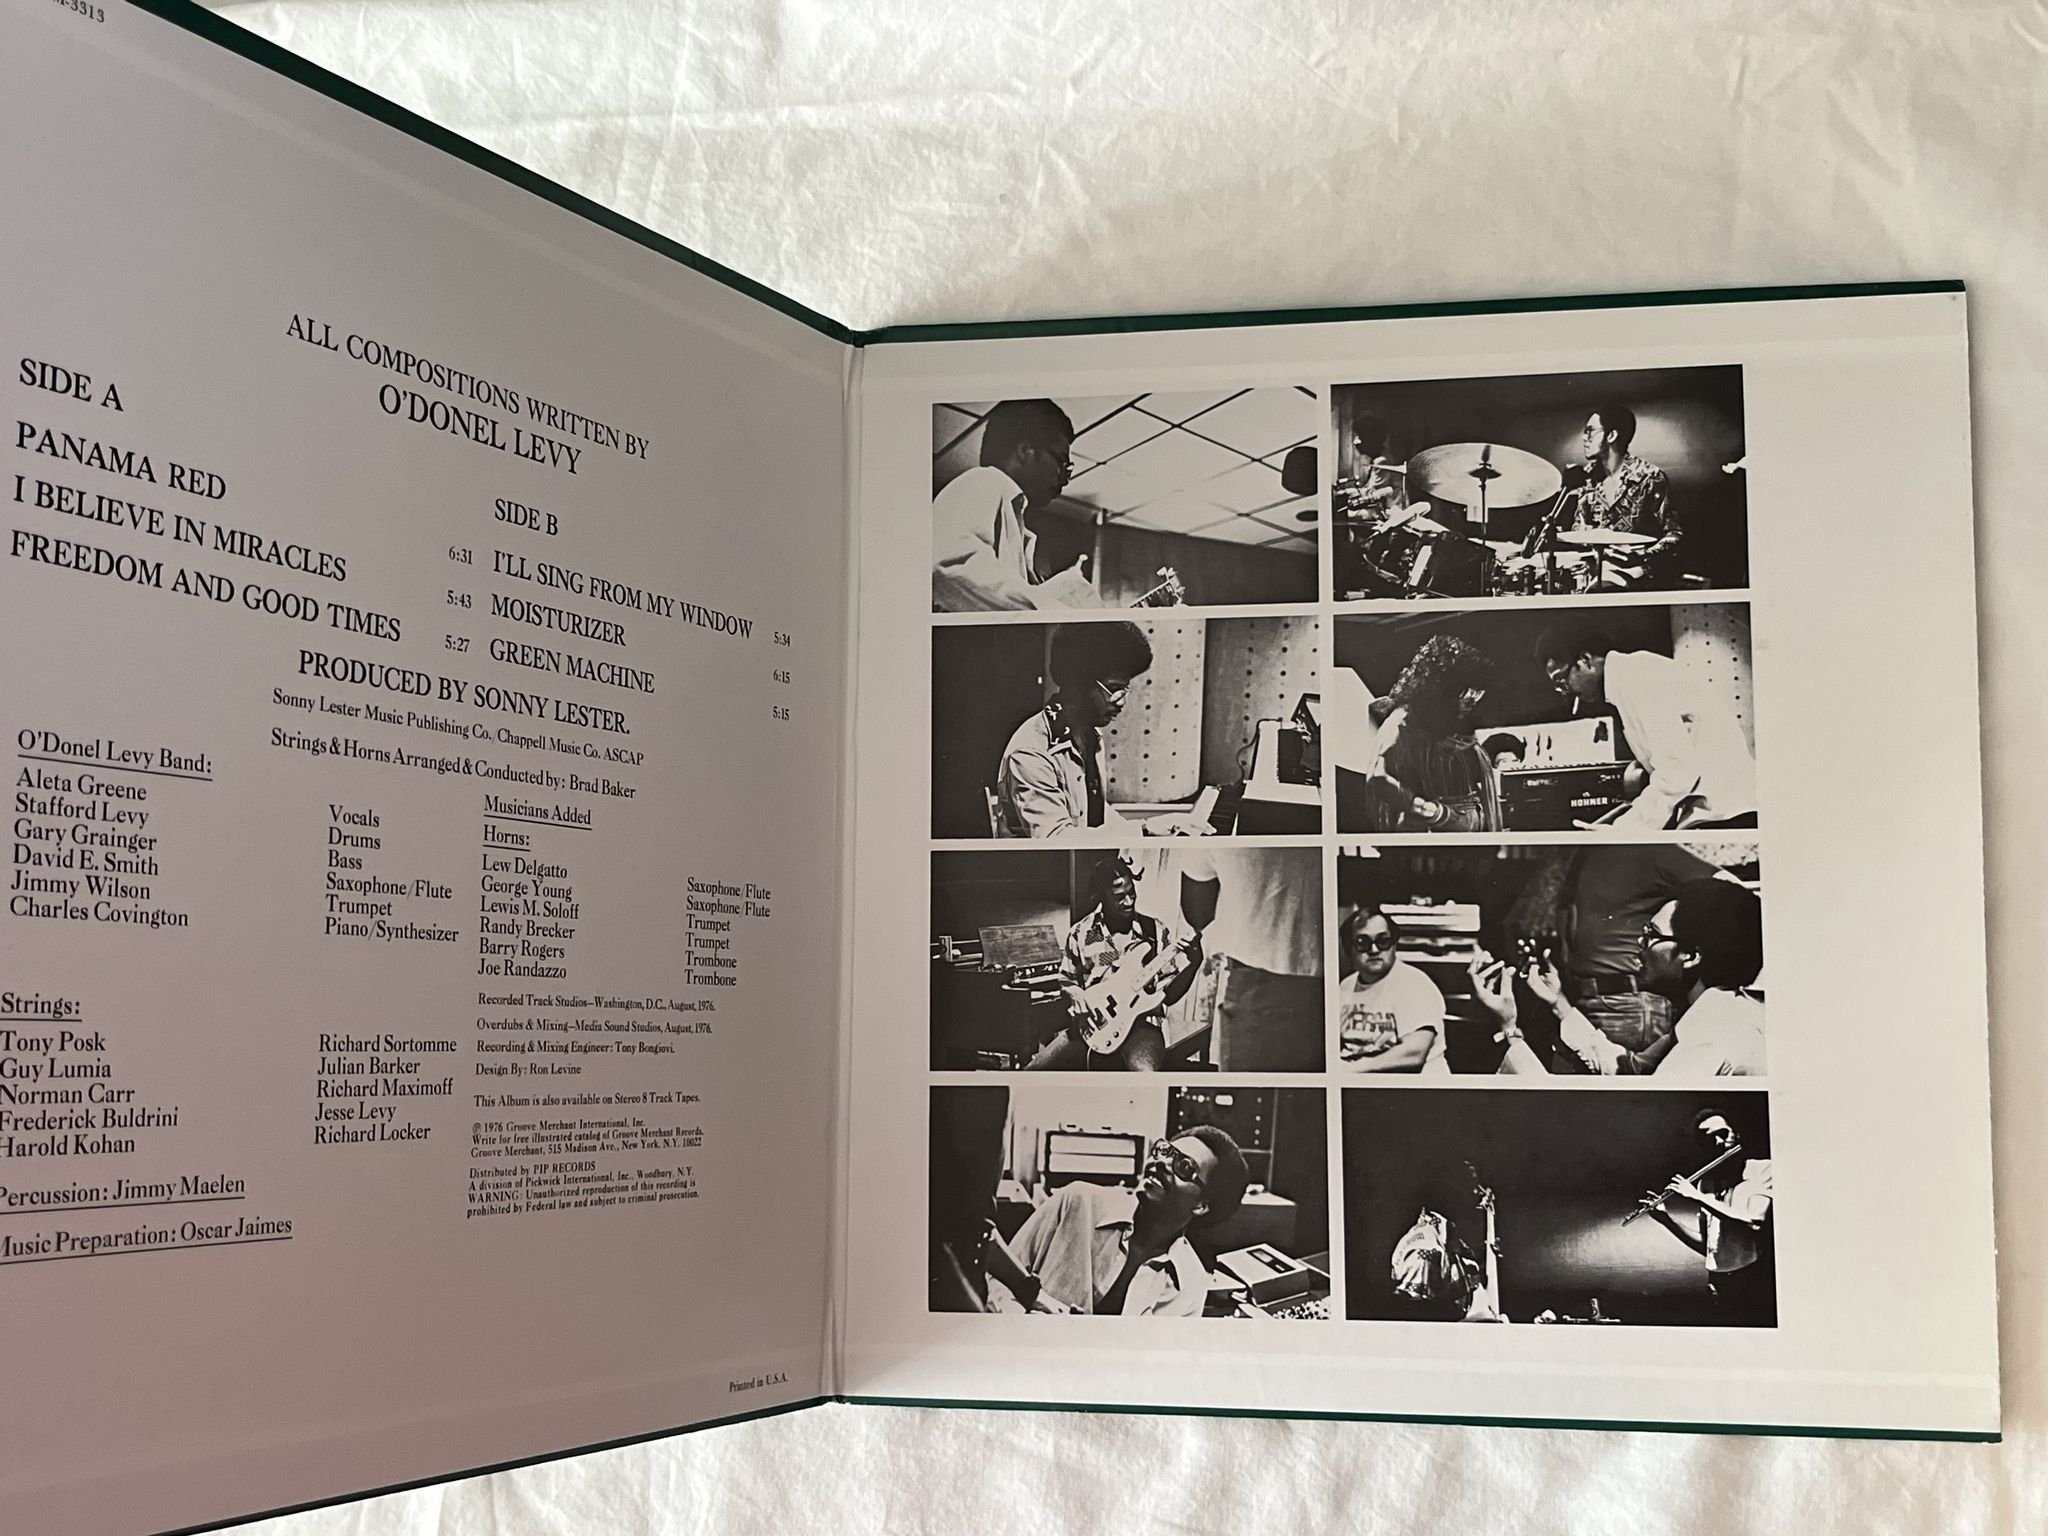 -3313
ALL COMPOSITIONS WRITTEN BY
O'DONEL LEVY
SIDE A
PANAMA RED 6:31
I BELIEVE IN MIRACLES 5:43
FREEDOM AND GOOD TIMES 5:27
SIDE B
I'LL SING FROM MY WINDOW 5:34
MOISTURIZER 6:15
GREEN MACHINE 5:15
PRODUCED BY SONNY LESTER.
Sonny Lester Music Publishing Co./Chappell Music Co. ASCAP
Strings & Horns Arranged & Conducted by: Brad Baker
O'Donel Levy Band:
Aleta Greene Vocals
Stafford Levy Drums
Gary Grainger Bass
David E. Smith Saxophone/Flute
Jimmy Wilson Trumpet
Charles Covington Piano/Synthesizer
Musicians Added
Horns:
Lew Delgatto Saxophone/Flute
George Young Saxophone/Flute
Lewis M. Soloff Trumpet
Randy Brecker Trumpet
Barry Rogers Trombone
Joe Randazzo Trombone
Strings:
Tony Posk Richard Sortomme
Guy Lumia Julian Barker
Norman Carr Richard Maximoff
Frederick Buldrini Jesse Levy
Harold Kohan Richard Locker
Percussion: Jimmy Maelen
Music Preparation: Oscar Jaimes
Recorded Track Studios—Washington, D.C., August, 1976.
Overdubs & Mixing—Media Sound Studios, August, 1976.
Recording & Mixing Engineer: Tony Bongiovi.
Design By: Ron Levine
This Album is also available on Stereo 8 Track Tapes.
℗ 1976 Groove Merchant International, Inc.
Write for free illustrated catalog of Groove Merchant Records.
Groove Merchant, 515 Madison Ave., New York, N.Y. 10022
Distributed by PIP RECORDS
A division of Pickwick International, Inc., Woodbury, N.Y.
WARNING: Unauthorized reproduction of this recording is
prohibited by Federal law and subject to criminal prosecution.
Printed in U.S.A.
HOHNER